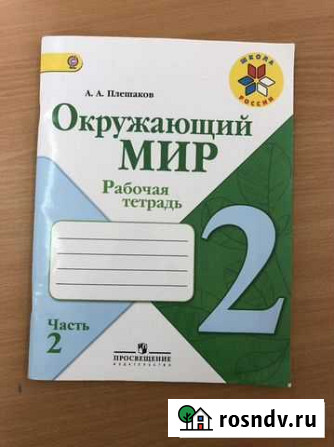 ШКОЛА
РОССИИ
А. А. Плешаков
Окружающий
МИР
Рабочая
тетрадь
2
Часть
2
ПРОСВЕЩЕНИЕ
ИЗДАТЕЛЬСТВО
rosndv.ru